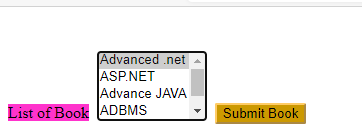 Advanced .net
ASP.NET
Advance JAVA
ADBMS
List of Book
Submit Book